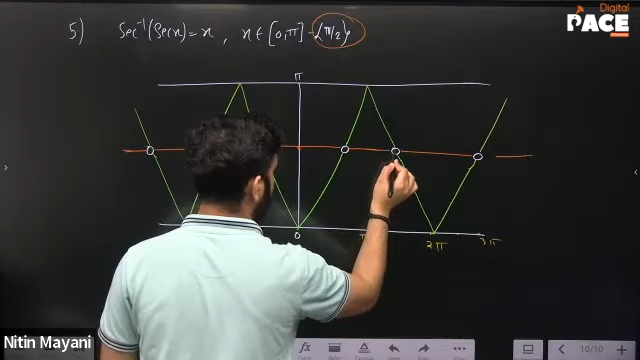 Digital
PACE
5) Sec⁻¹(Sec x) = x , x ∈ [0, π] - {π/2}
π
0
2π
3π
Nitin Mayani
fx
10/10